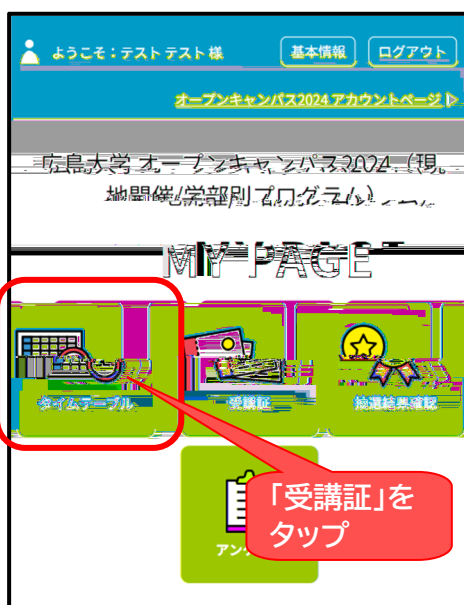 ようこそ：テスト テスト 様
基本情報
ログアウト
オープンキャンパス2024 アカウントページ
広島大学 オープンキャンパス2024（現
地開催/学部別プログラム）
MY PAGE
タイムテーブル
受講証
抽選結果確認
「受講証」を
タップ